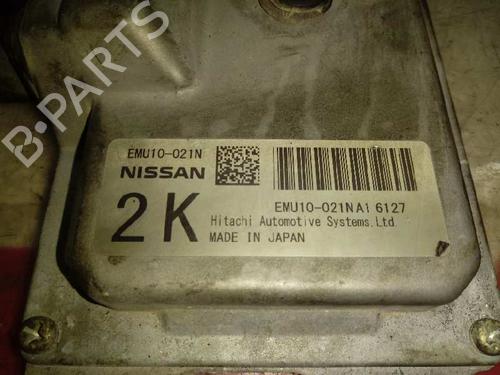 B-PARTS
EMU10-021N
NISSAN
EMU10-021NA1 6127
2K
Hitachi Automotive Systems.Ltd.
MADE IN JAPAN